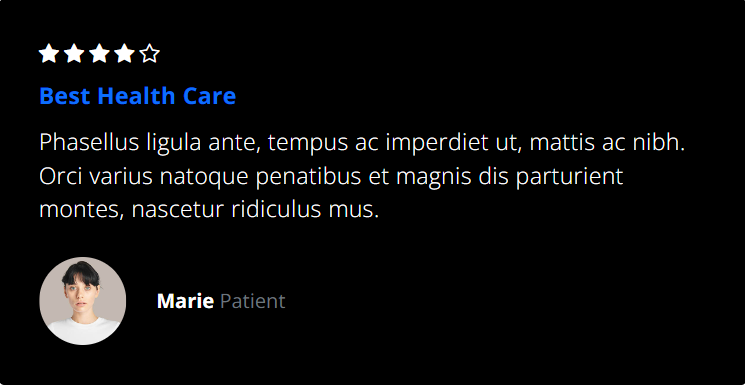 Best Health Care
Phasellus ligula ante, tempus ac imperdiet ut, mattis ac nibh.
Orci varius natoque penatibus et magnis dis parturient
montes, nascetur ridiculus mus.
Marie Patient